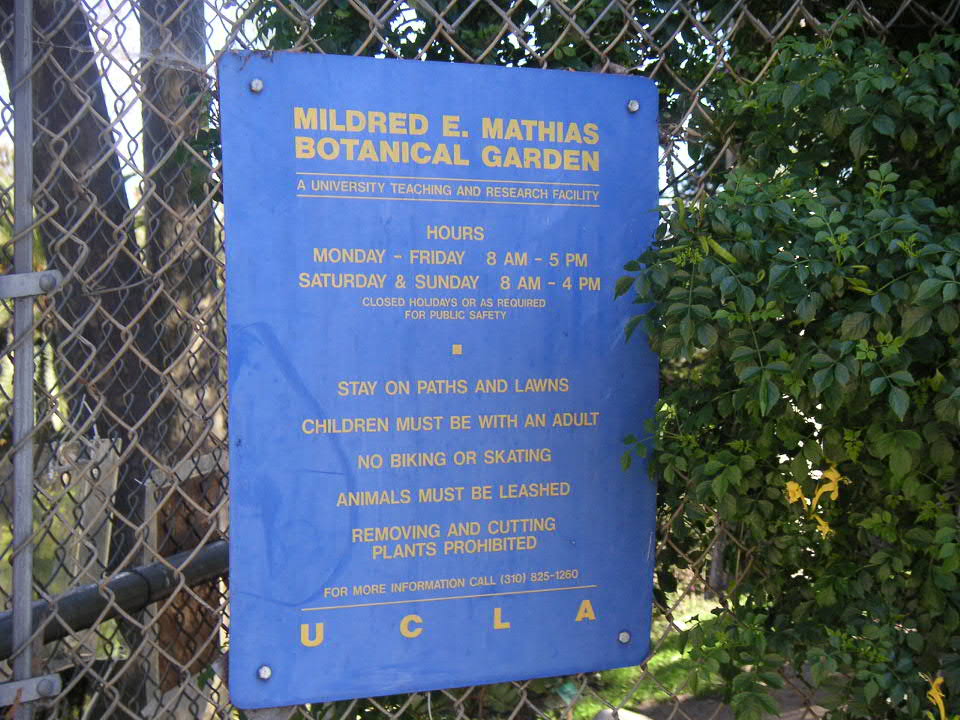 MILDRED E. MATHIAS
BOTANICAL GARDEN
A UNIVERSITY TEACHING AND RESEARCH FACILITY
HOURS
MONDAY - FRIDAY 8 AM - 5 PM
SATURDAY & SUNDAY 8 AM - 4 PM
CLOSED HOLIDAYS OR AS REQUIRED
FOR PUBLIC SAFETY
STAY ON PATHS AND LAWNS
CHILDREN MUST BE WITH AN ADULT
NO BIKING OR SKATING
ANIMALS MUST BE LEASHED
REMOVING AND CUTTING
PLANTS PROHIBITED
FOR MORE INFORMATION CALL (310) 825-1260
U C L A